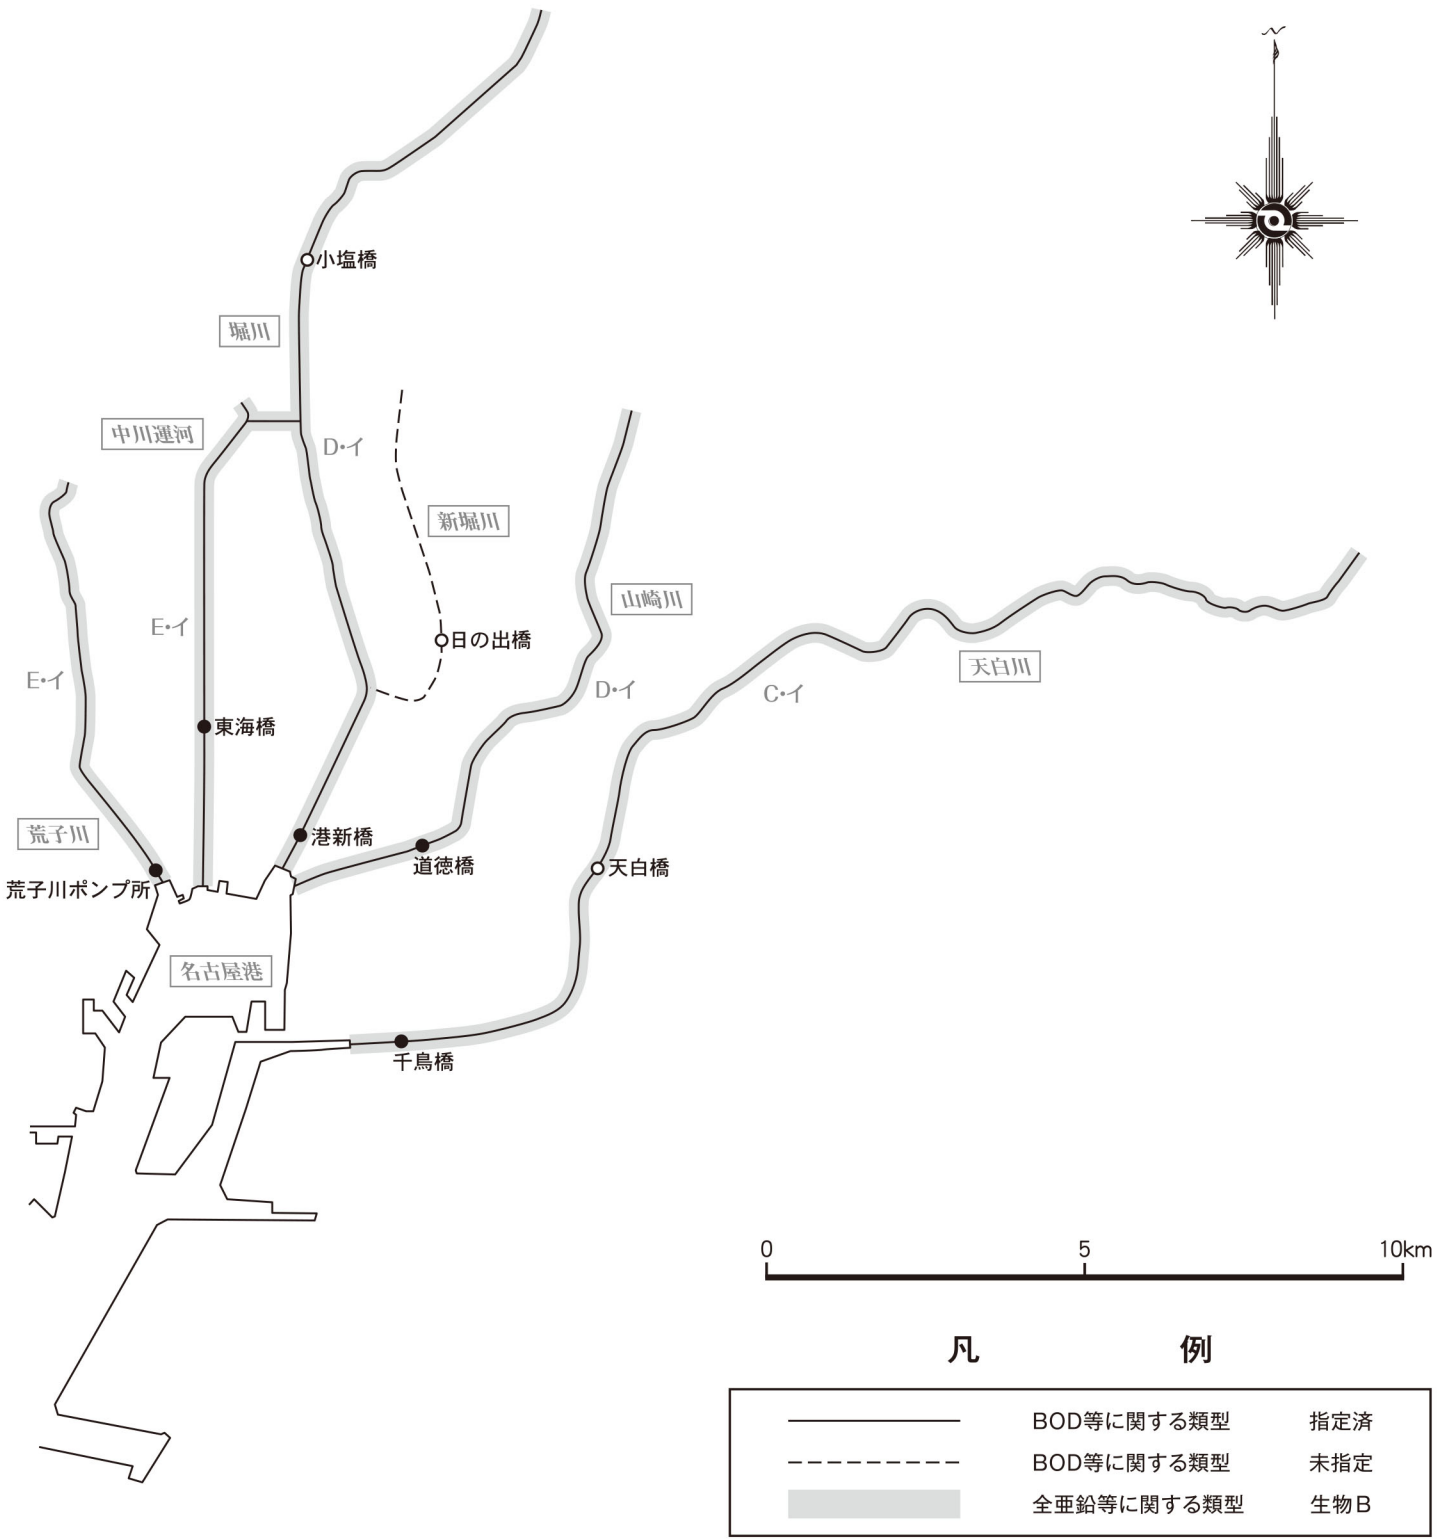 小塩橋
堀川
中川運河
D・イ
新堀川
山崎川
E・イ
日の出橋
天白川
E・イ
D・イ
C・イ
東海橋
荒子川
港新橋
道徳橋
天白橋
荒子川ポンプ所
名古屋港
千鳥橋
0 5 10km
凡 例
BOD等に関する類型 指定済
BOD等に関する類型 未指定
全亜鉛等に関する類型 生物B